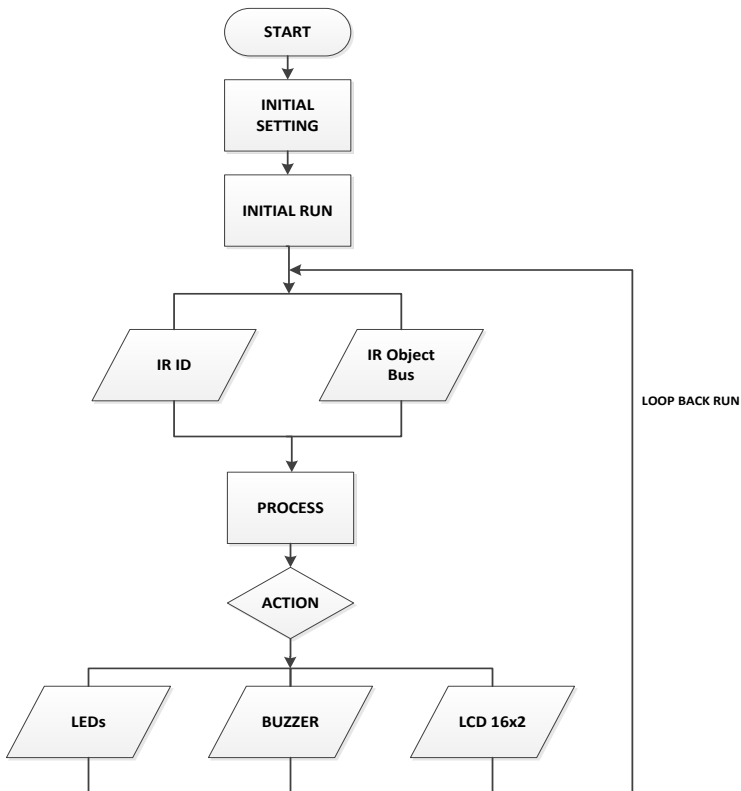 START
INITIAL
SETTING
INITIAL RUN
IR ID
IR Object
Bus
LOOP BACK RUN
PROCESS
ACTION
LEDs
BUZZER
LCD 16x2